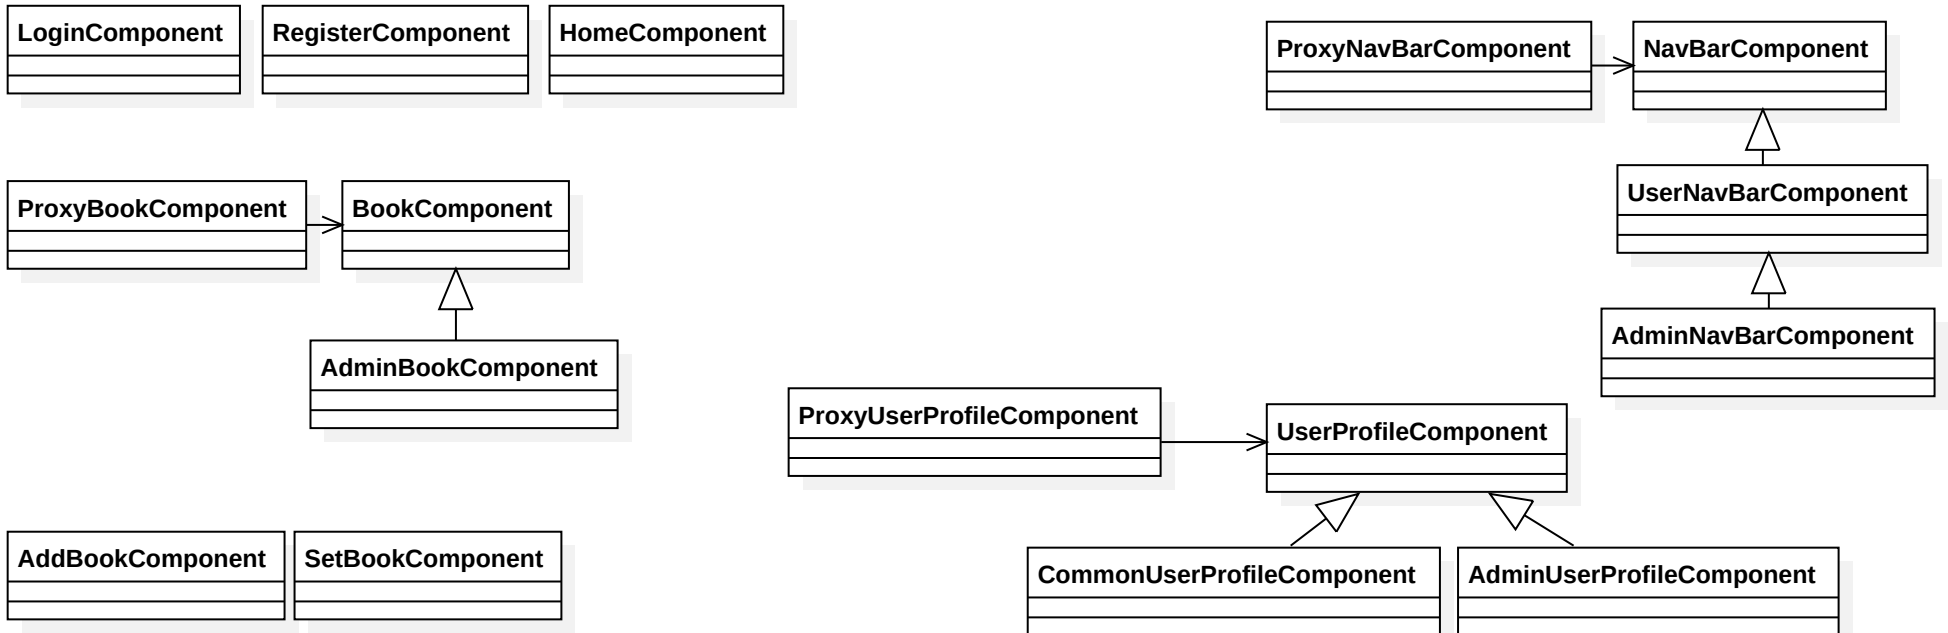 LoginComponent
RegisterComponent
HomeComponent
ProxyNavBarComponent
NavBarComponent
ProxyBookComponent
BookComponent
UserNavBarComponent
AdminBookComponent
AdminNavBarComponent
ProxyUserProfileComponent
UserProfileComponent
AddBookComponent
SetBookComponent
CommonUserProfileComponent
AdminUserProfileComponent